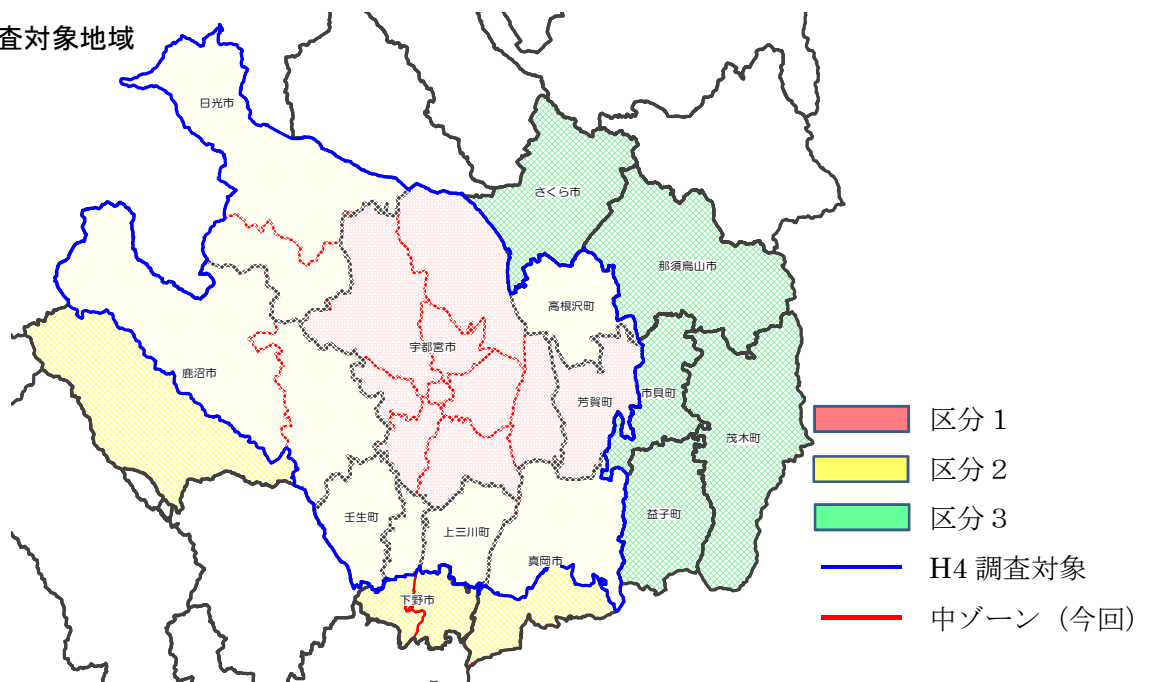 査対象地域
日光市
さくら市
那須烏山市
高根沢町
宇都宮市
鹿沼市
芳賀町
市貝町
茂木町
壬生町
上三川町
益子町
真岡市
下野市
区分1
区分2
区分3
H4 調査対象
中ゾーン（今回）